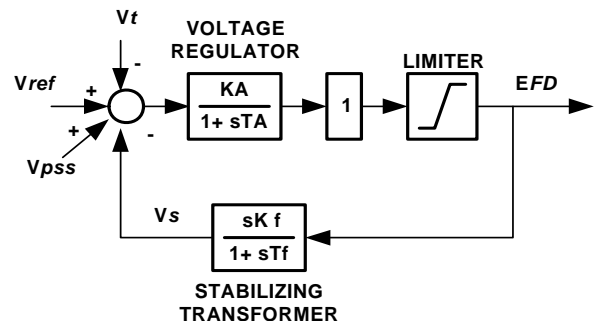 Vt
VOLTAGE
REGULATOR
LIMITER
Vref
+
-
+
-
Vpss
KA
1+ sTA
1
EFD
Vs
sK f
1+ sTf
STABILIZING
TRANSFORMER